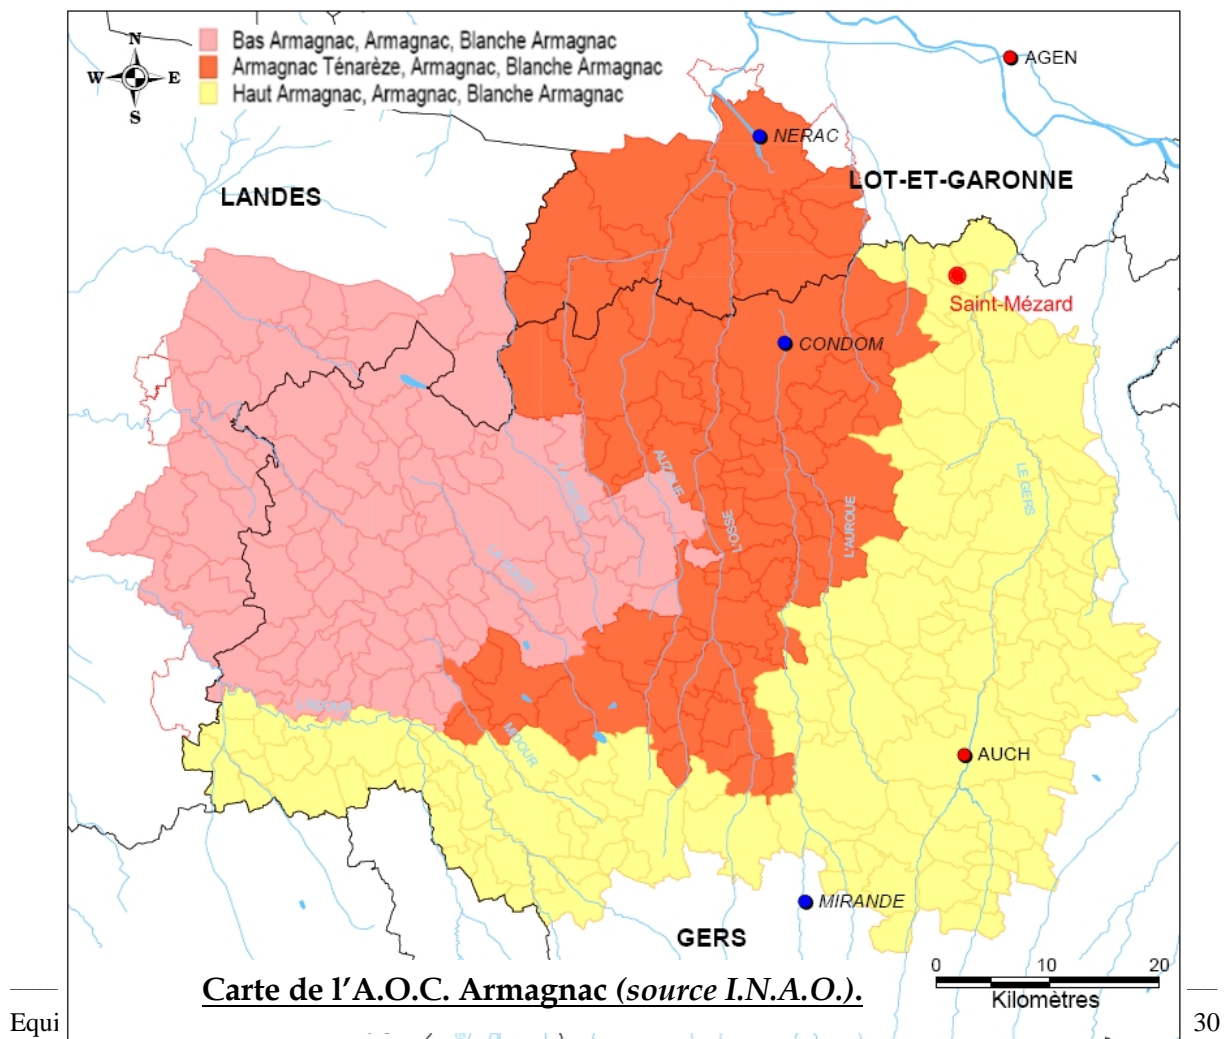 N
W E
S
Bas Armagnac, Armagnac, Blanche Armagnac
Armagnac Ténarèze, Armagnac, Blanche Armagnac
Haut Armagnac, Armagnac, Blanche Armagnac
AGEN
NERAC
LANDES
LOT-ET-GARONNE
Saint-Mézard
CONDOM
AUZOUE
L'OSSE
L'AUROUE
LE GERS
MIDOUR
AUCH
MIRANDE
GERS
0 10 20
Kilomètres
Carte de l'A.O.C. Armagnac (source I.N.A.O.).
Equi
30